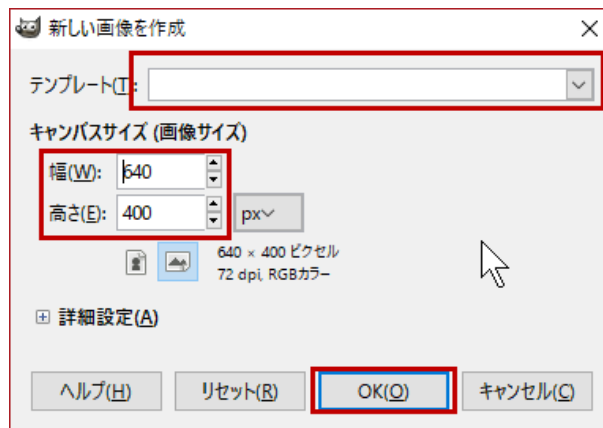 新しい画像を作成
テンプレート(T):
キャンバスサイズ (画像サイズ)
幅(W): 640
高さ(E): 400 px
640 × 400 ピクセル
72 dpi, RGBカラー
詳細設定(A)
ヘルプ(H) リセット(R) OK(O) キャンセル(C)